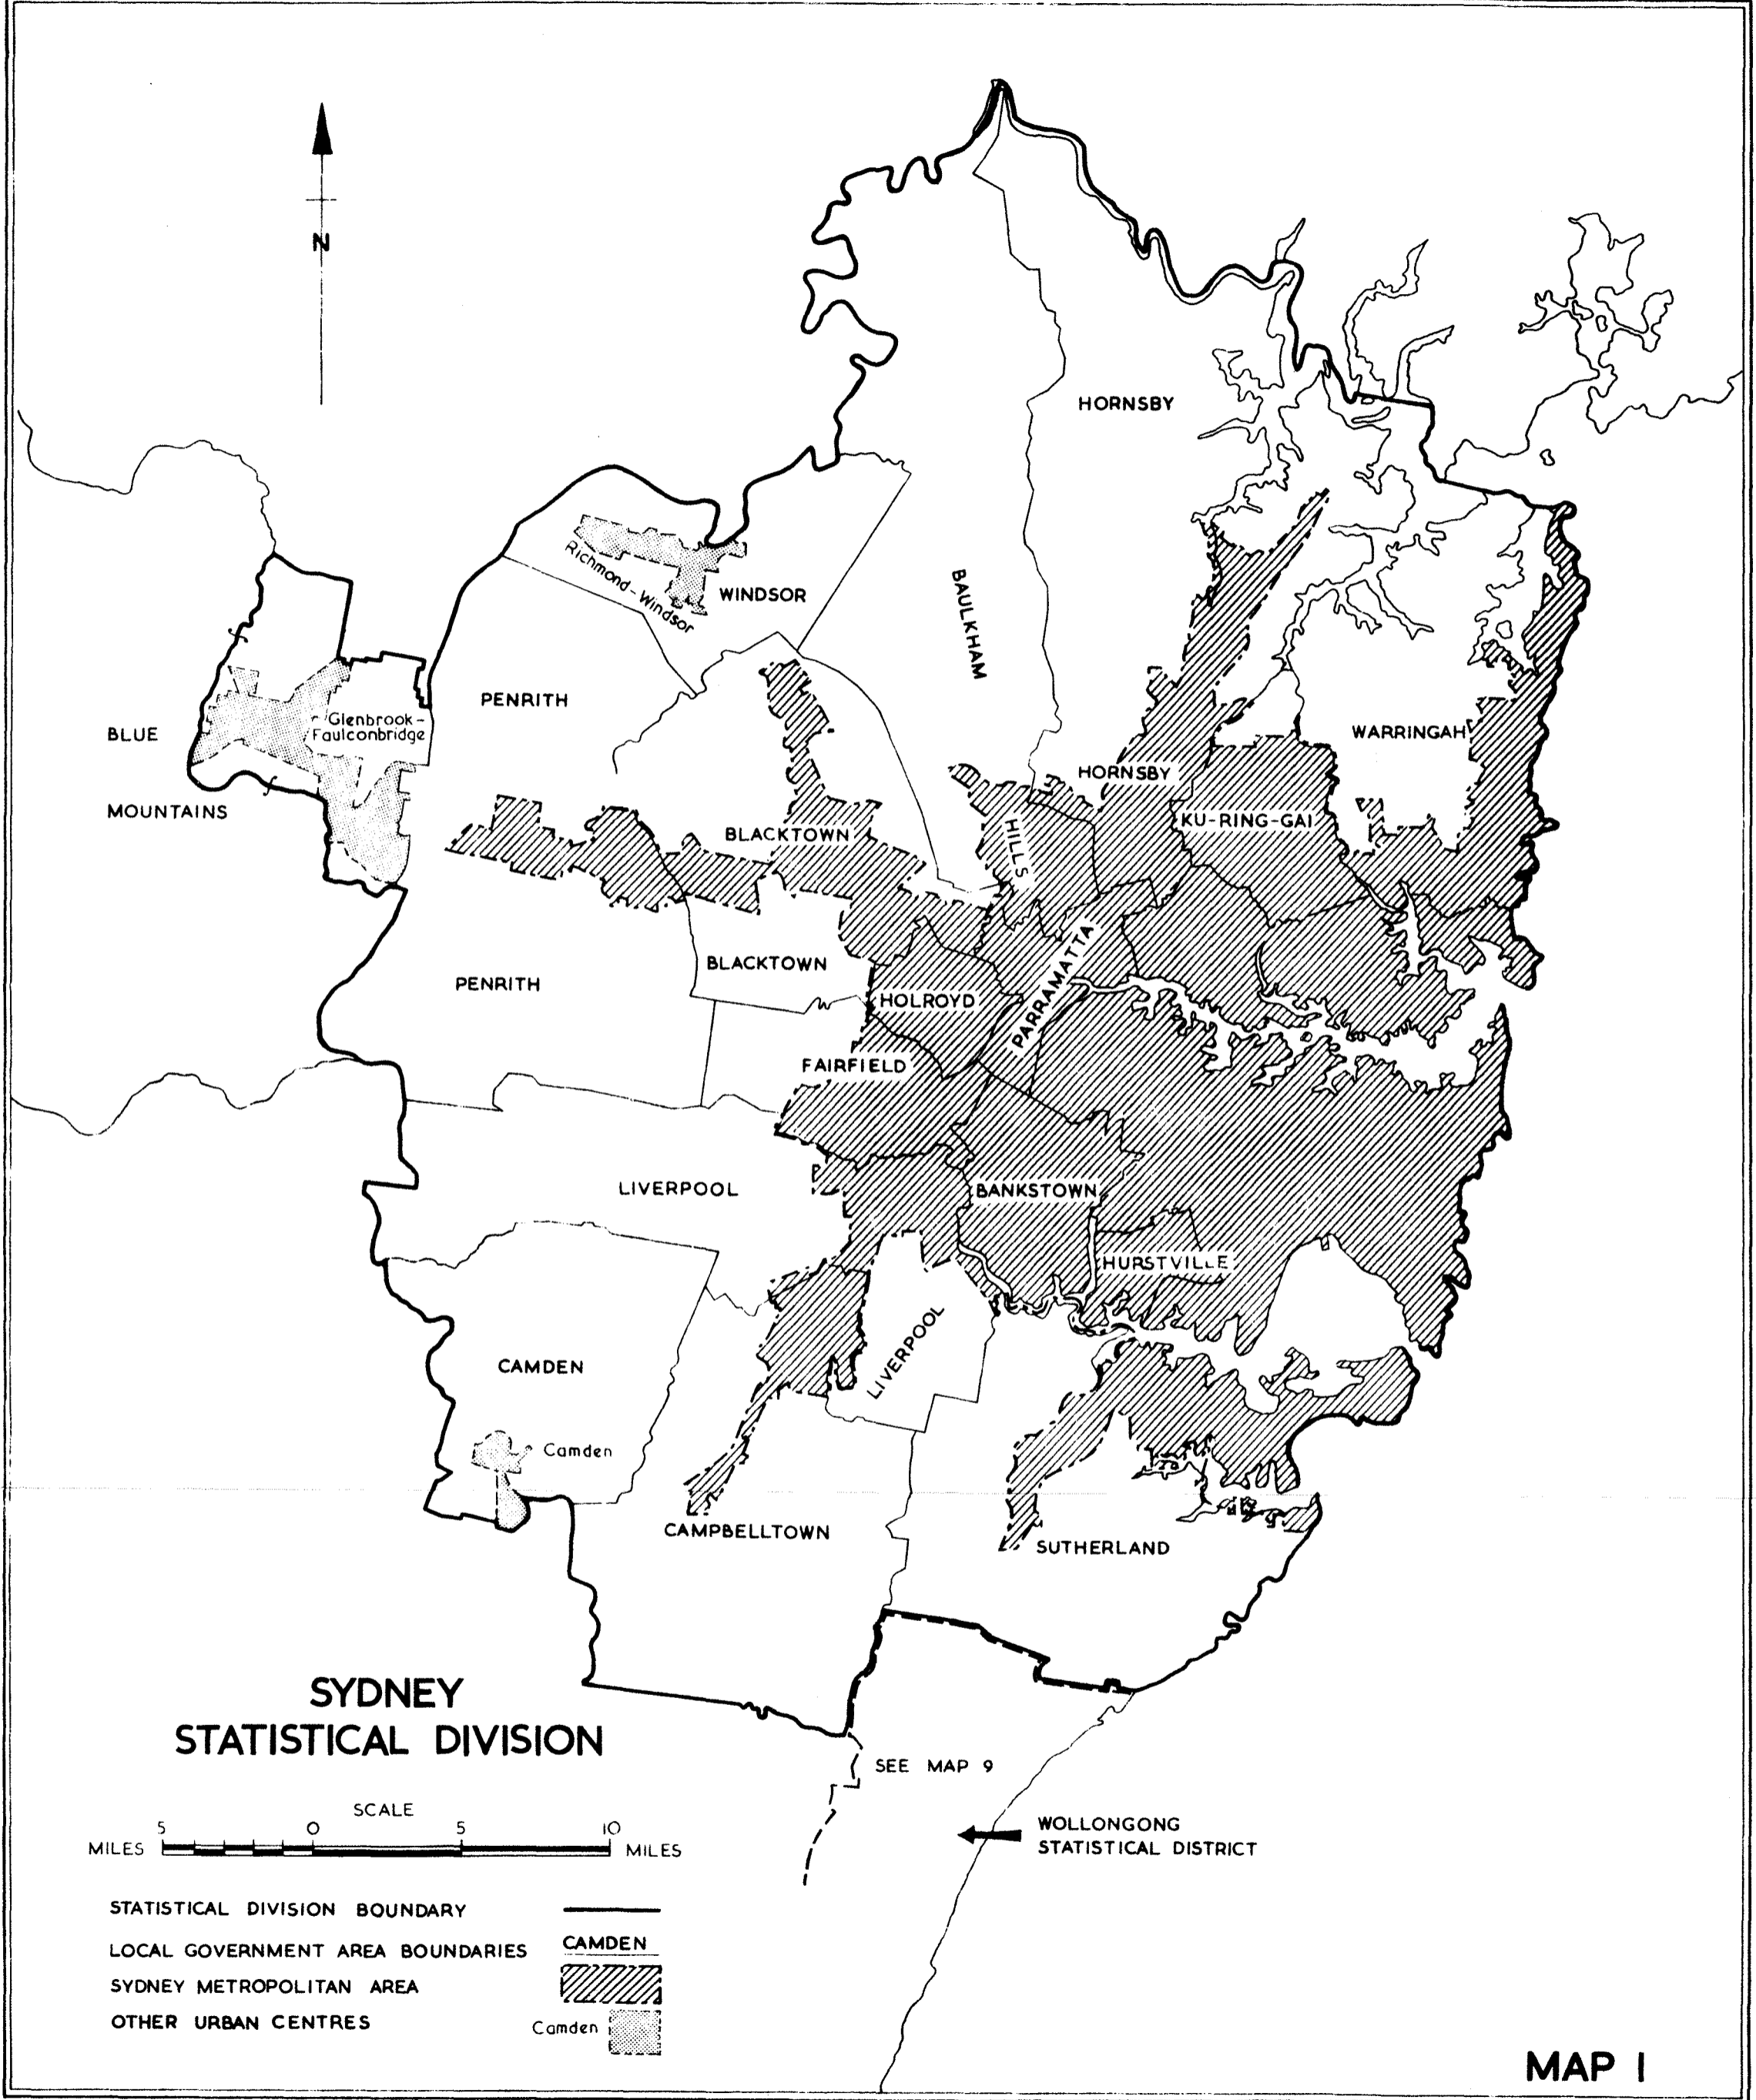 N
HORNSBY
Richmond-Windsor
WINDSOR
BAULKHAM
PENRITH
Glenbrook-
Faulconbridge
BLUE
MOUNTAINS
WARRINGAH
HORNSBY
KU-RING-GAI
HILLS
BLACKTOWN
BLACKTOWN
PENRITH
HOLROYD
PARRAMATTA
FAIRFIELD
LIVERPOOL
BANKSTOWN
HURSTVILLE
LIVERPOOL
CAMDEN
Camden
CAMPBELLTOWN
SUTHERLAND
SYDNEY
STATISTICAL DIVISION
SEE MAP 9
SCALE
5 0 5 10
MILES MILES
WOLLONGONG
STATISTICAL DISTRICT
STATISTICAL DIVISION BOUNDARY
LOCAL GOVERNMENT AREA BOUNDARIES CAMDEN
SYDNEY METROPOLITAN AREA
OTHER URBAN CENTRES Camden
MAP 1